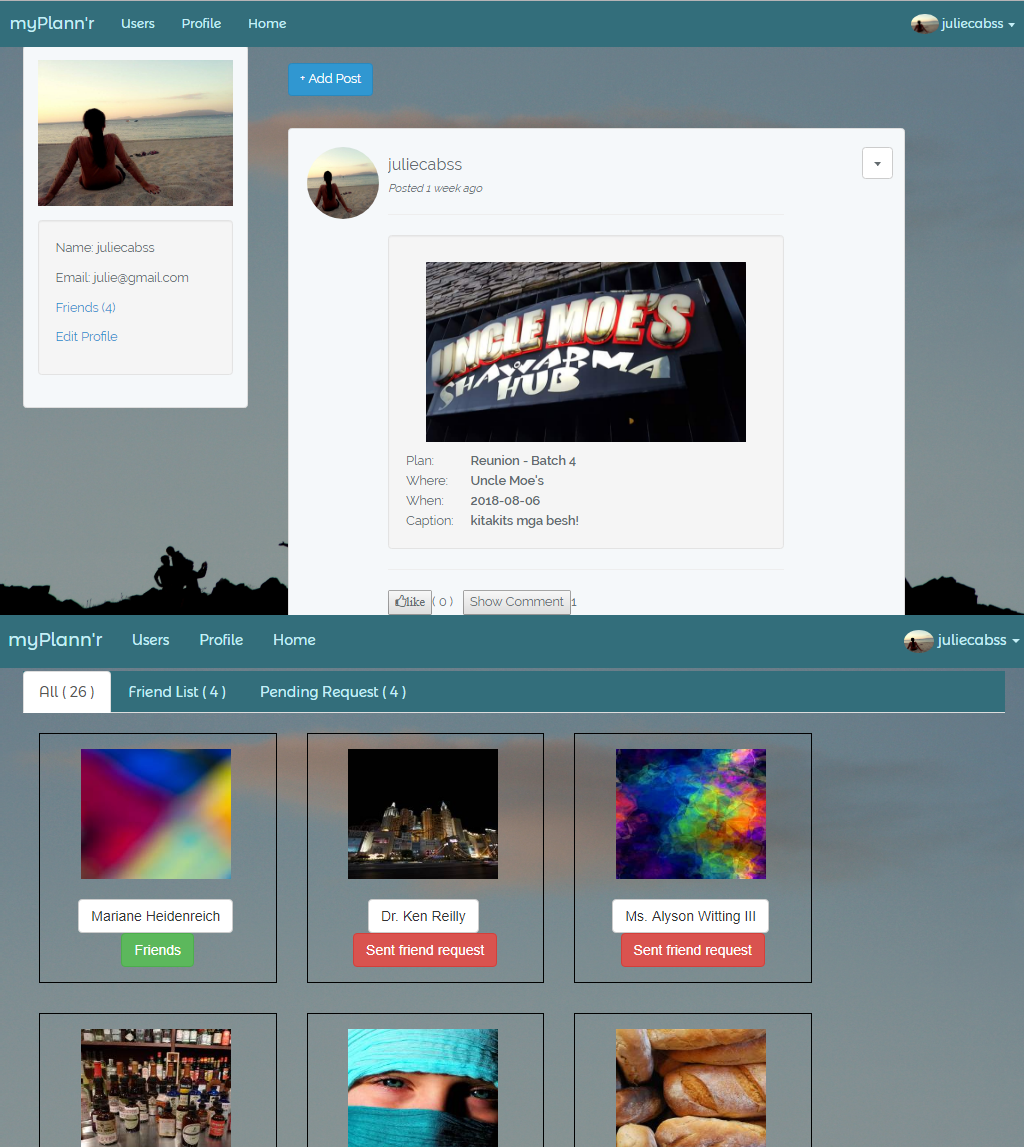 myPlann'r Users Profile Home juliecabss
+ Add Post
juliecabss
Posted 1 week ago
Name: juliecabss
Email: julie@gmail.com
Friends (4)
Edit Profile
UNCLE MOE'S
SHAWARMA
HUB
Plan: Reunion - Batch 4
Where: Uncle Moe's
When: 2018-08-06
Caption: kitakits mga besh!
like ( 0 ) Show Comment 1
myPlann'r Users Profile Home juliecabss
All ( 26 ) Friend List ( 4 ) Pending Request ( 4 )
Mariane Heidenreich
Friends
Dr. Ken Reilly
Sent friend request
Ms. Alyson Witting III
Sent friend request